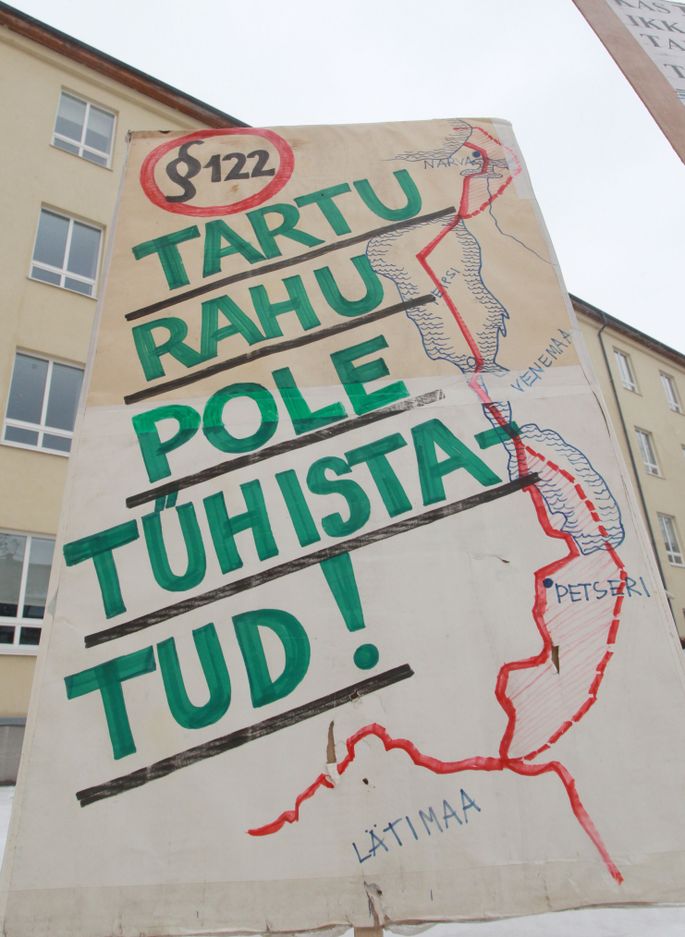 §122
TARTU
RAHU
POLE
TÜHISTA-
TUD!
NARVA
VENEMAA
PETSERI
LÄTIMAA